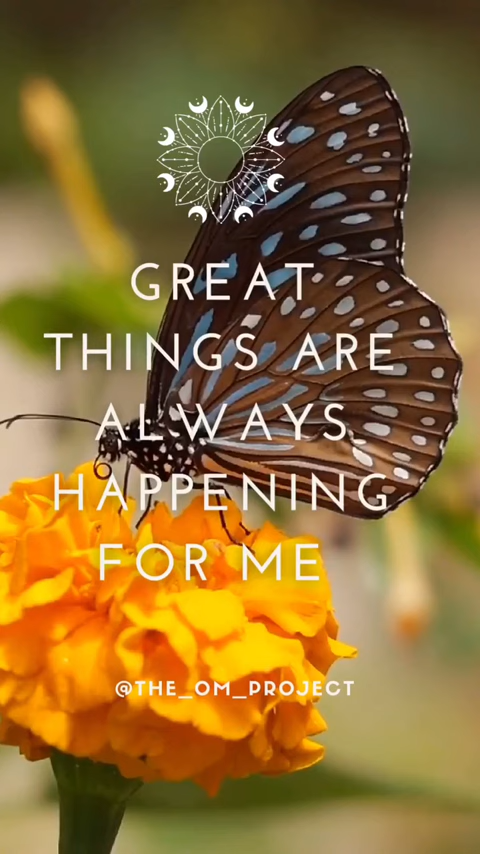 GREAT
THINGS ARE
ALWAYS
HAPPENING
FOR ME
@THE_OM_PROJECT